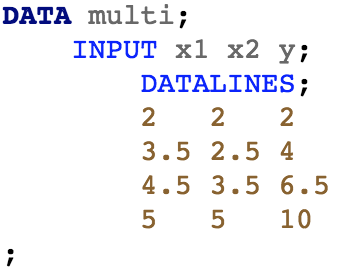 DATA multi;
INPUT x1 x2 y;
DATALINES;
2 2 2
3.5 2.5 4
4.5 3.5 6.5
5 5 10
;